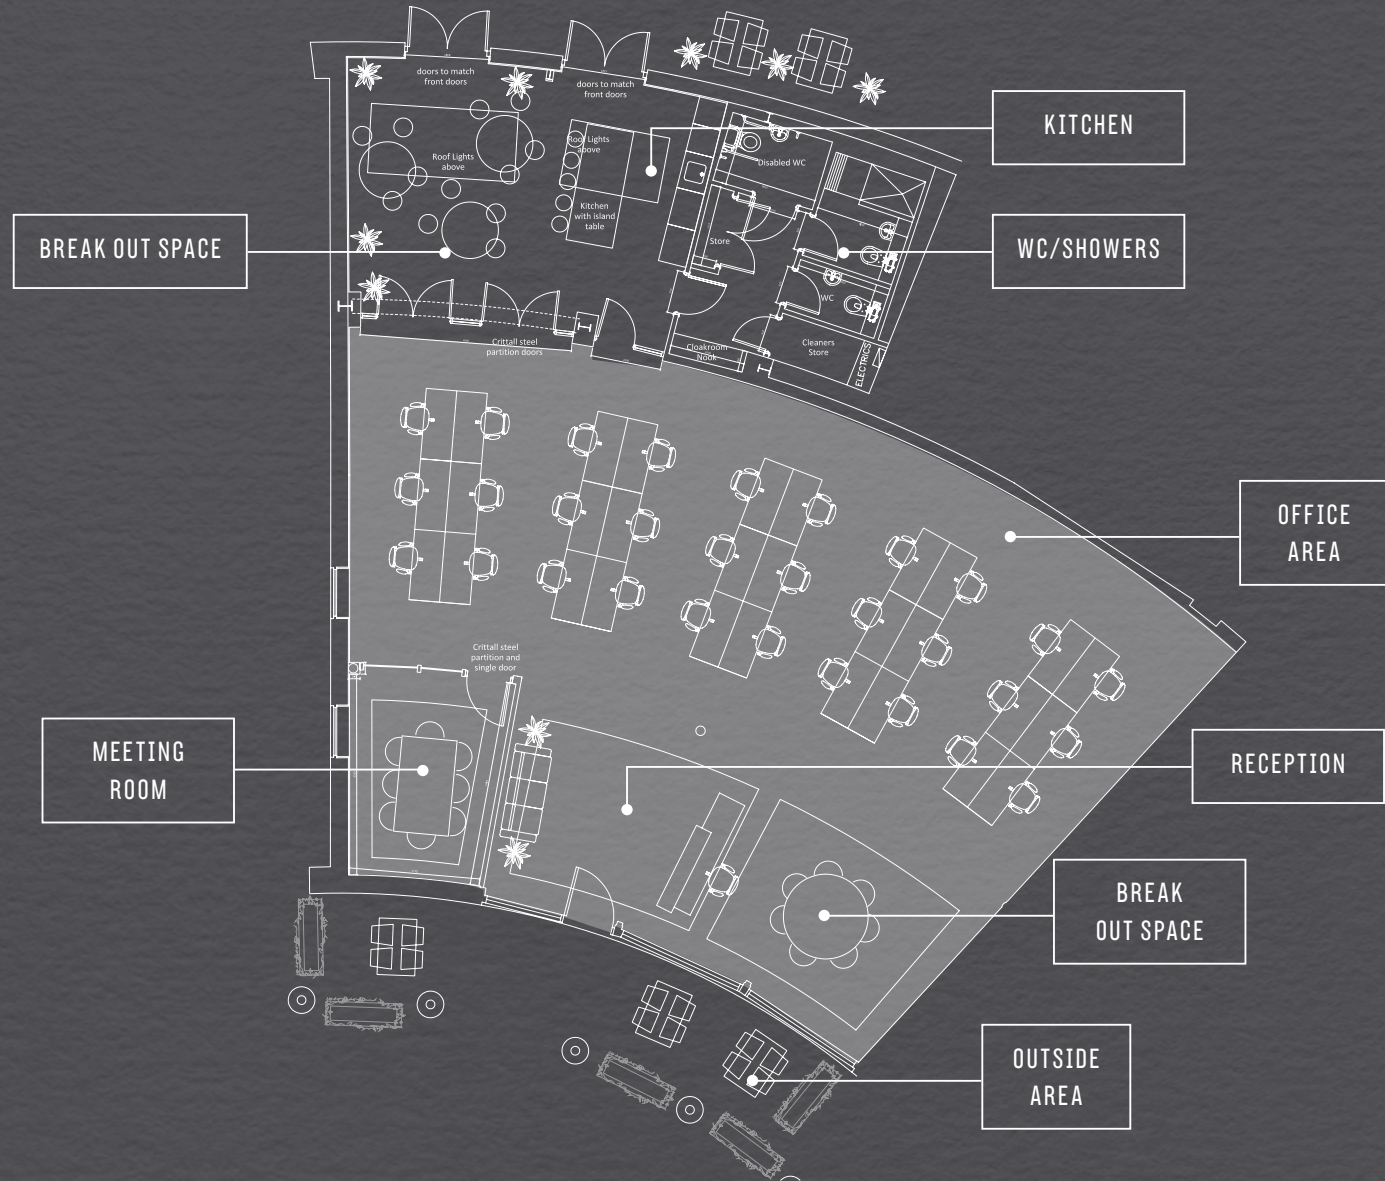 doors to match
front doors
doors to match
front doors
KITCHEN
Roof Lights
above
Roof Lights
above
Disabled WC
Kitchen
with island
table
Store
BREAK OUT SPACE
WC/SHOWERS
WC
Crittall steel
partition doors
Cloakroom
Nook
Cleaners
Store
ELECTRICS
OFFICE
AREA
Crittall steel
partition and
single door
MEETING
ROOM
RECEPTION
BREAK
OUT SPACE
OUTSIDE
AREA